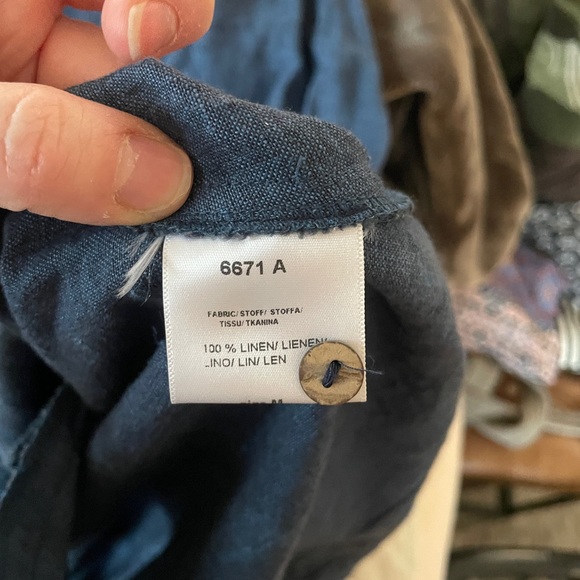 6671 A
FABRIC/ STOFF/ STOFFA/
TISSU/ TKANINA
100 % LINEN/ LIENEN/
LINO/ LIN/ LEN